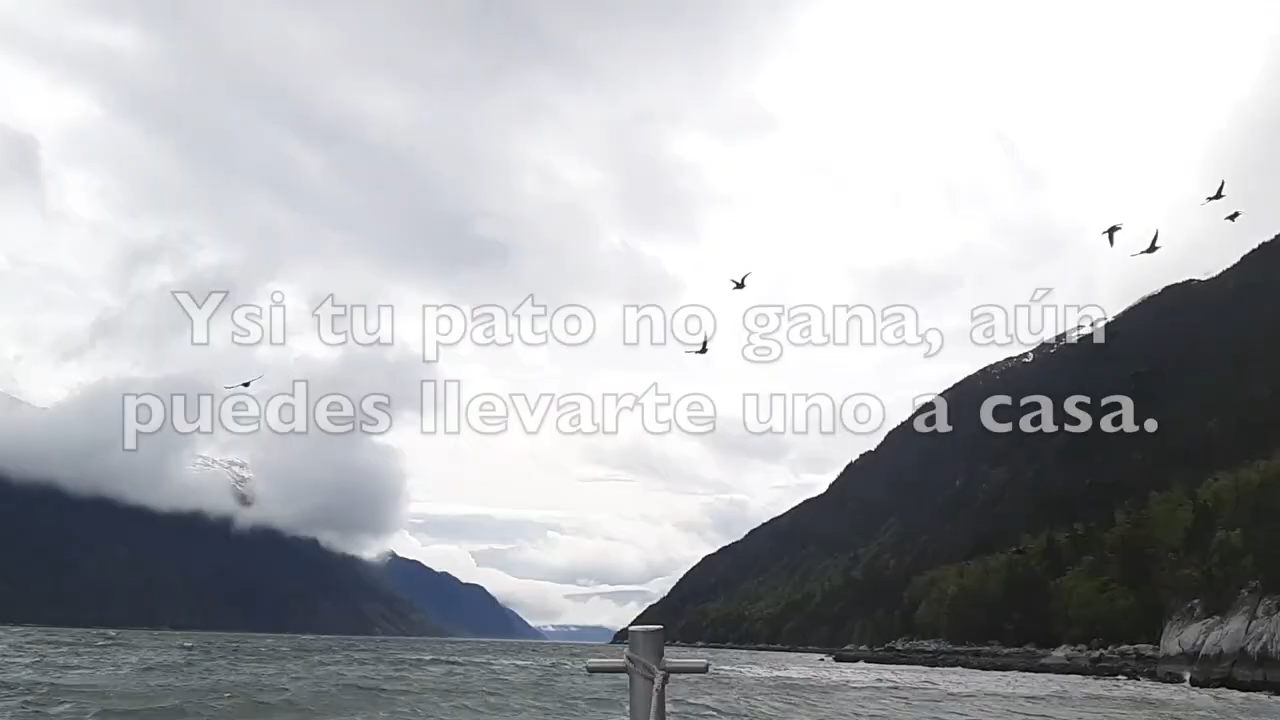 Ysi tu pato no gana, aún
puedes llevarte uno a casa.